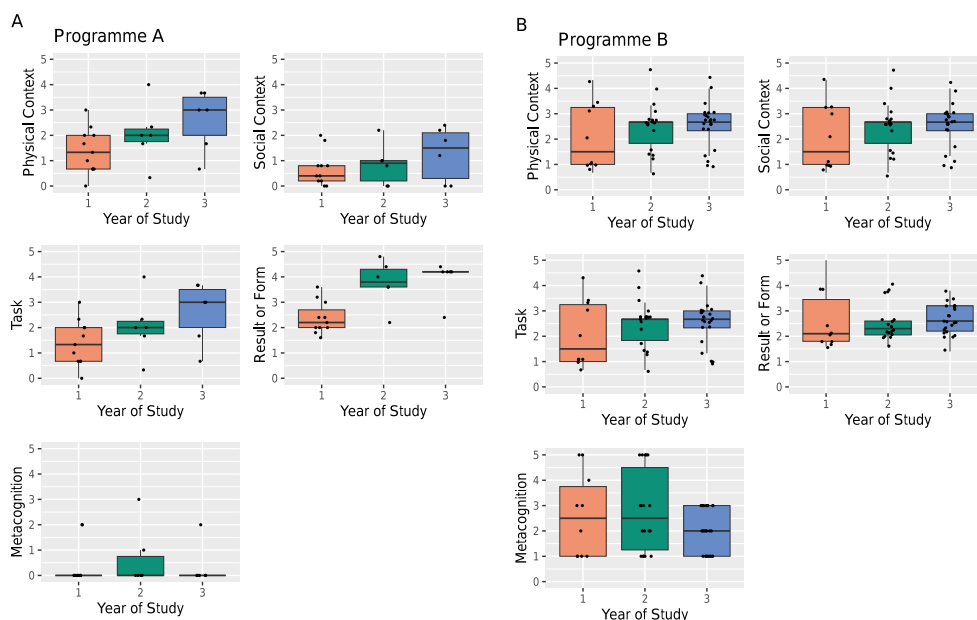 A
Programme A
Physical Context
5
4
3
2
1
0
1 2 3
Year of Study
Social Context
5
4
3
2
1
0
1 2 3
Year of Study
Task
5
4
3
2
1
0
1 2 3
Year of Study
Result or Form
5
4
3
2
1
0
1 2 3
Year of Study
Metacognition
5
4
3
2
1
0
1 2 3
Year of Study
B
Programme B
Physical Context
5
4
3
2
1
0
1 2 3
Year of Study
Social Context
5
4
3
2
1
0
1 2 3
Year of Study
Task
5
4
3
2
1
0
1 2 3
Year of Study
Result or Form
5
4
3
2
1
0
1 2 3
Year of Study
Metacognition
5
4
3
2
1
0
1 2 3
Year of Study